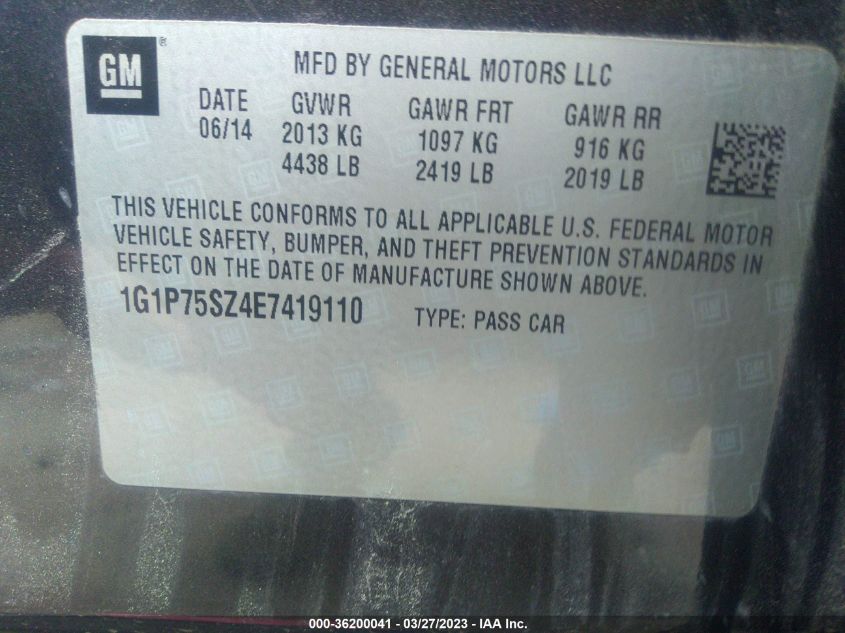 GM®
MFD BY GENERAL MOTORS LLC
DATE GVWR GAWR FRT GAWR RR
06/14 2013 KG 1097 KG 916 KG
4438 LB 2419 LB 2019 LB
THIS VEHICLE CONFORMS TO ALL APPLICABLE U.S. FEDERAL MOTOR
VEHICLE SAFETY, BUMPER, AND THEFT PREVENTION STANDARDS IN
EFFECT ON THE DATE OF MANUFACTURE SHOWN ABOVE.
1G1P75SZ4E7419110 TYPE: PASS CAR
000-36200041 - 03/27/2023 - IAA Inc.